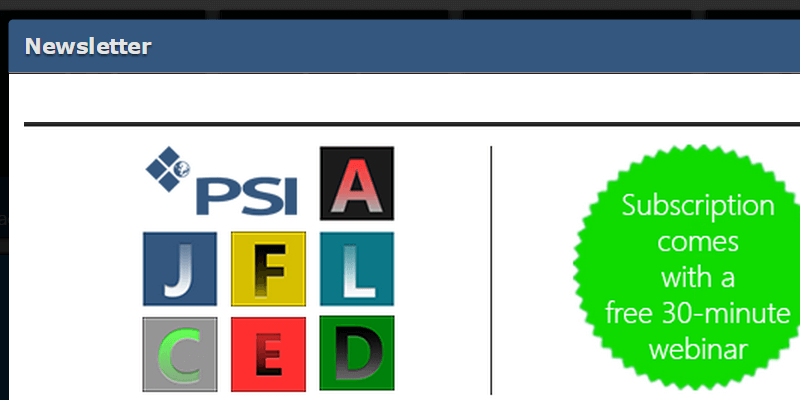 Newsletter
PSI A
J F L
C E D
Subscription
comes
with a
free 30-minute
webinar